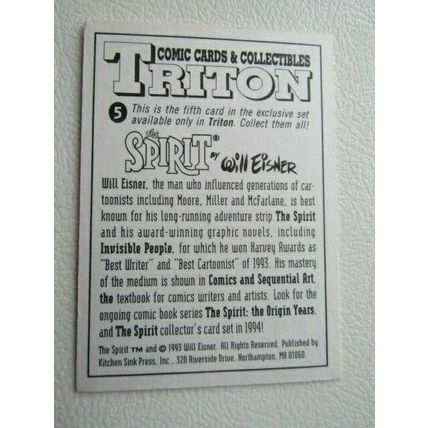 COMIC CARDS & COLLECTIBLES
TRITON
5 This is the fifth card in the exclusive set
available only in Triton. Collect them all!
the SPIRIT® BY Will EisNER
Will Eisner, the man who influenced generations of car-
toonists including Moore, Miller and McFarlane, is best
known for his long-running adventure strip The Spirit
and his award-winning graphic novels, including
Invisible People, for which he won Harvey Awards as
"Best Writer" and "Best Cartoonist" of 1993. His mastery
of the medium is shown in Comics and Sequential Art,
the textbook for comics writers and artists. Look for the
ongoing comic book series The Spirit: the Origin Years,
and The Spirit collector's card set in 1994!
The Spirit ™ and © 1993 Will Eisner. All Rights Reserved. Published by
Kitchen Sink Press, Inc., 320 Riverside Drive, Northampton, MA 01060.